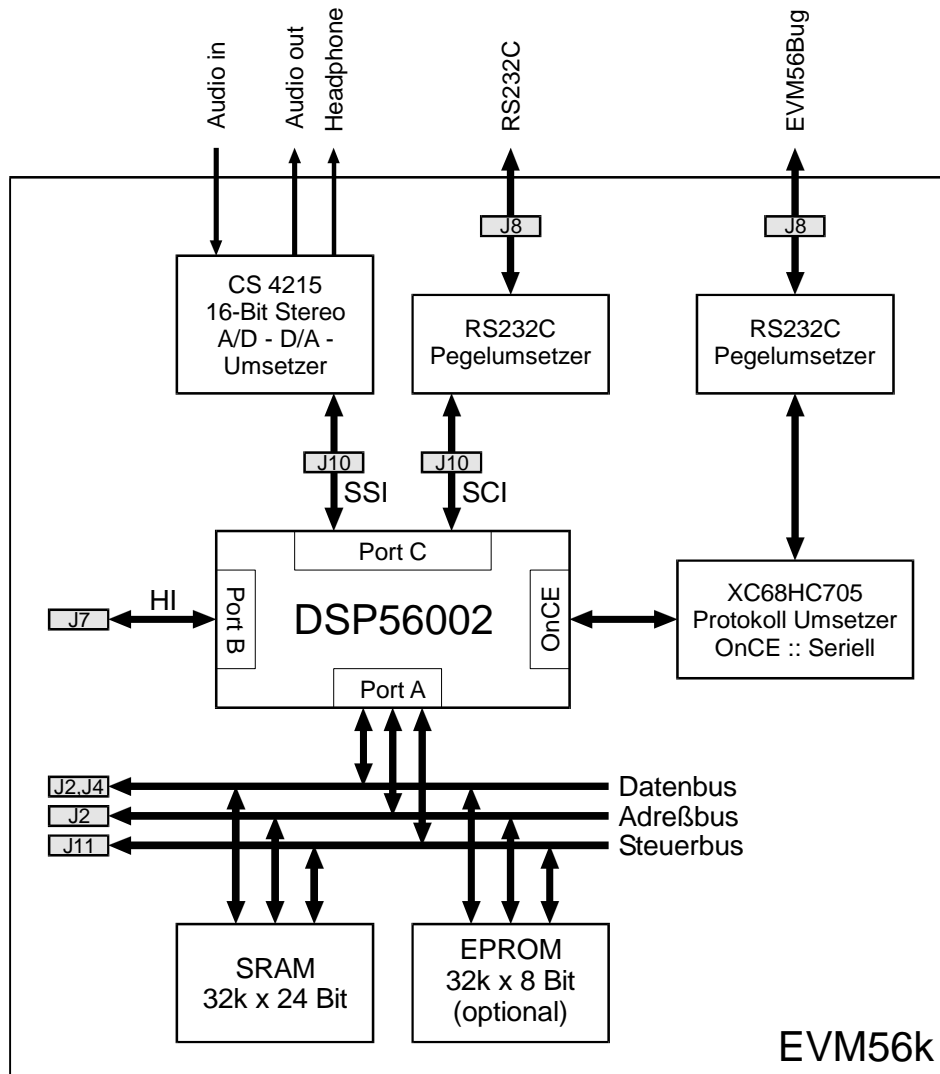 Audio in
Audio out
Headphone
RS232C
EVM56Bug
J8
J8
CS 4215
16-Bit Stereo
A/D - D/A -
Umsetzer
RS232C
Pegelumsetzer
RS232C
Pegelumsetzer
J10
J10
SSI
SCI
Port C
J7
HI
Port B
DSP56002
OnCE
XC68HC705
Protokoll Umsetzer
OnCE :: Seriell
Port A
J2,J4
Datenbus
J2
Adreßbus
J11
Steuerbus
SRAM
32k x 24 Bit
EPROM
32k x 8 Bit
(optional)
EVM56k